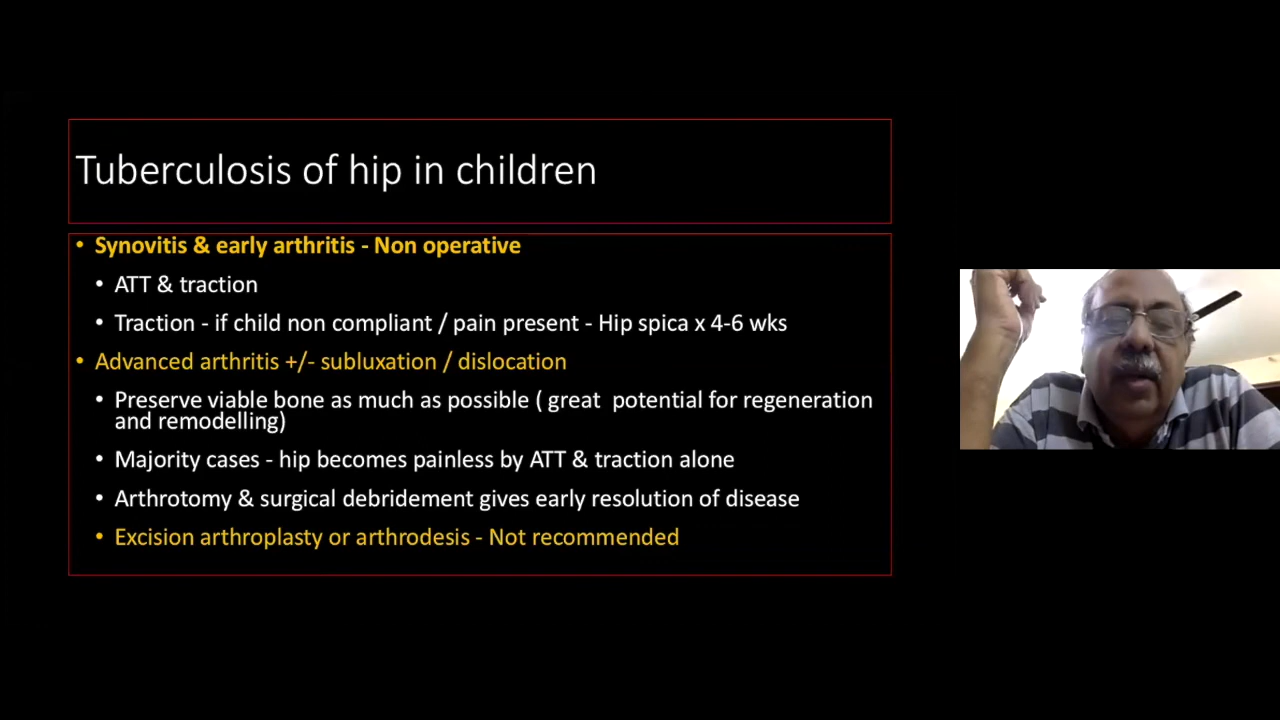 Tuberculosis of hip in children
• Synovitis & early arthritis - Non operative
• ATT & traction
• Traction - if child non compliant / pain present - Hip spica x 4-6 wks
• Advanced arthritis +/- subluxation / dislocation
• Preserve viable bone as much as possible ( great  potential for regeneration
and remodelling)
• Majority cases - hip becomes painless by ATT & traction alone
• Arthrotomy & surgical debridement gives early resolution of disease
• Excision arthroplasty or arthrodesis - Not recommended